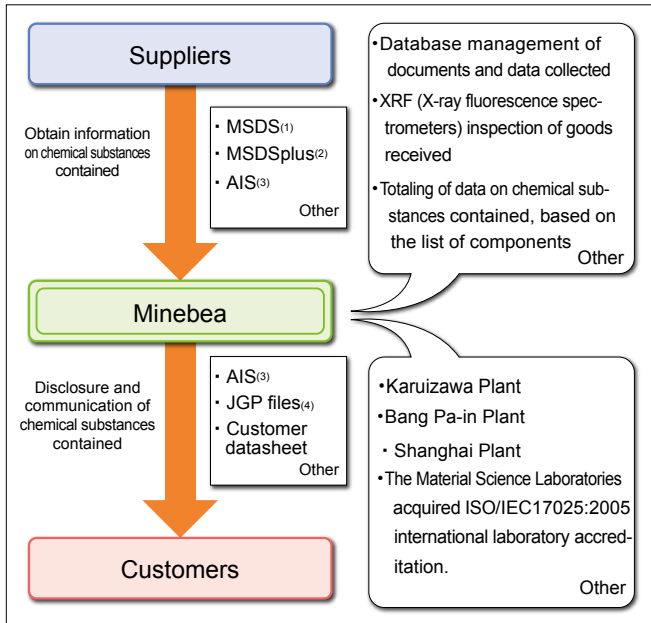 Suppliers
Obtain information
on chemical substances
contained
・MSDS(1)
・MSDSplus(2)
・AIS(3)
Other
•Database management of
documents and data collected
•XRF (X-ray fluorescence spec-
trometers) inspection of goods
received
•Totaling of data on chemical sub-
stances contained, based on
the list of components
Other
Minebea
Disclosure and
communication of
chemical substances
contained
・AIS(3)
・JGP files(4)
・Customer
datasheet
Other
•Karuizawa Plant
•Bang Pa-in Plant
・Shanghai Plant
•The Material Science Laboratories
acquired ISO/IEC17025:2005
international laboratory accred-
itation.
Other
Customers